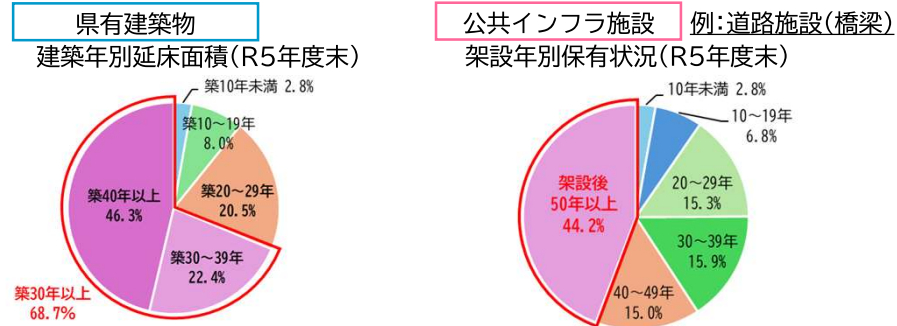 県有建築物
建築年別延床面積(R5年度末)
築10年未満 2.8%
築10～19年
8.0%
築20～29年
20.5%
築30～39年
22.4%
築40年以上
46.3%
築30年以上
68.7%
公共インフラ施設
例:道路施設(橋梁)
架設年別保有状況(R5年度末)
10年未満 2.8%
10～19年
6.8%
20～29年
15.3%
30～39年
15.9%
40～49年
15.0%
架設後
50年以上
44.2%